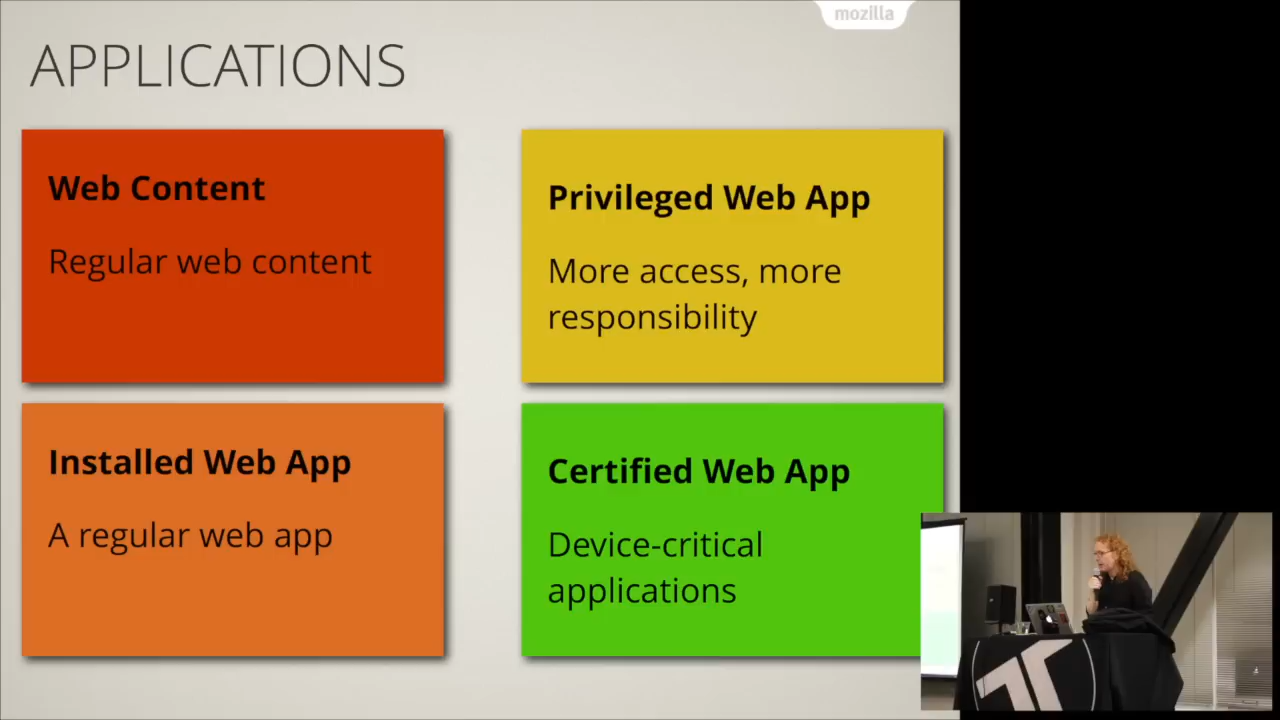 mozilla
APPLICATIONS
Web Content
Regular web content
Privileged Web App
More access, more
responsibility
Installed Web App
A regular web app
Certified Web App
Device-critical
applications